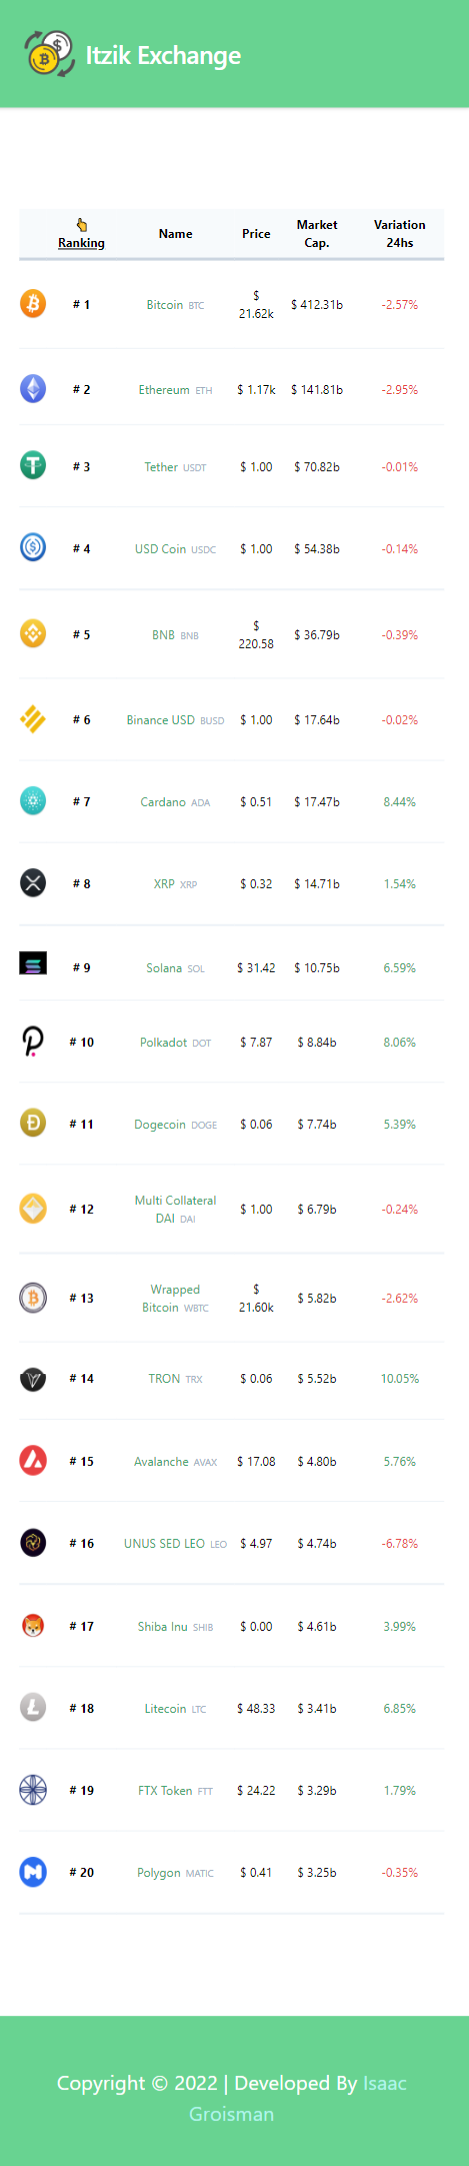 Itzik Exchange
👆
Ranking Name Price Market Cap. Variation 24hs
# 1 Bitcoin BTC $ 21.62k $ 412.31b -2.57%
# 2 Ethereum ETH $ 1.17k $ 141.81b -2.95%
# 3 Tether USDT $ 1.00 $ 70.82b -0.01%
# 4 USD Coin USDC $ 1.00 $ 54.38b -0.14%
# 5 BNB BNB $ 220.58 $ 36.79b -0.39%
# 6 Binance USD BUSD $ 1.00 $ 17.64b -0.02%
# 7 Cardano ADA $ 0.51 $ 17.47b 8.44%
# 8 XRP XRP $ 0.32 $ 14.71b 1.54%
# 9 Solana SOL $ 31.42 $ 10.75b 6.59%
# 10 Polkadot DOT $ 7.87 $ 8.84b 8.06%
# 11 Dogecoin DOGE $ 0.06 $ 7.74b 5.39%
# 12 Multi Collateral DAI DAI $ 1.00 $ 6.79b -0.24%
# 13 Wrapped Bitcoin WBTC $ 21.60k $ 5.82b -2.62%
# 14 TRON TRX $ 0.06 $ 5.52b 10.05%
# 15 Avalanche AVAX $ 17.08 $ 4.80b 5.76%
# 16 UNUS SED LEO LEO $ 4.97 $ 4.74b -6.78%
# 17 Shiba Inu SHIB $ 0.00 $ 4.61b 3.99%
# 18 Litecoin LTC $ 48.33 $ 3.41b 6.85%
# 19 FTX Token FTT $ 24.22 $ 3.29b 1.79%
# 20 Polygon MATIC $ 0.41 $ 3.25b -0.35%
Copyright © 2022 | Developed By Isaac
Groisman